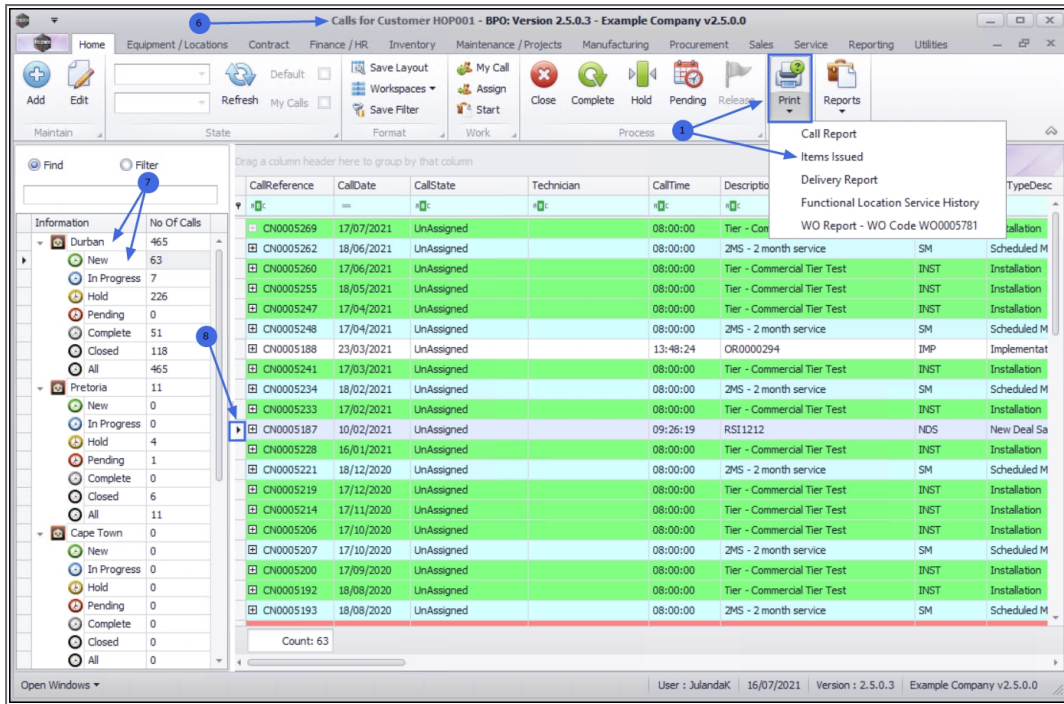 6 Calls for Customer HOP001 - BPO: Version 2.5.0.3 - Example Company v2.5.0.0
Home Equipment / Locations Contract Finance / HR Inventory Maintenance / Projects Manufacturing Procurement Sales Service Reporting Utilities
Add Edit Refresh Default My Calls Save Layout Workspaces Save Filter My Call Assign Start Close Complete Hold Pending Release Print Reports
1
Maintain State Format Work Process
Call Report
Items Issued
Delivery Report
Functional Location Service History
WO Report - WO Code WO0005781
Find Filter
7
Drag a column header here to group by that column
Information No Of Calls
Durban 465
New 63
In Progress 7
Hold 226
Pending 0
Complete 51
Closed 118
All 465
Pretoria 11
New 0
In Progress 0
Hold 4
Pending 1
Complete 0
Closed 6
All 11
Cape Town 0
New 0
In Progress 0
Hold 0
Pending 0
Complete 0
Closed 0
All 0
8
CallReference CallDate CallState Technician CallTime Descriptio TypeDesc
CN0005269 17/07/2021 UnAssigned 08:00:00 Tier - Com allation
CN0005262 18/06/2021 UnAssigned 08:00:00 2MS - 2 month service SM Scheduled M
CN0005260 17/06/2021 UnAssigned 08:00:00 Tier - Commercial Tier Test INST Installation
CN0005255 18/05/2021 UnAssigned 08:00:00 Tier - Commercial Tier Test INST Installation
CN0005247 17/04/2021 UnAssigned 08:00:00 Tier - Commercial Tier Test INST Installation
CN0005248 17/04/2021 UnAssigned 08:00:00 2MS - 2 month service SM Scheduled M
CN0005188 23/03/2021 UnAssigned 13:48:24 OR0000294 IMP Implementat
CN0005241 17/03/2021 UnAssigned 08:00:00 Tier - Commercial Tier Test INST Installation
CN0005234 18/02/2021 UnAssigned 08:00:00 2MS - 2 month service SM Scheduled M
CN0005233 17/02/2021 UnAssigned 08:00:00 Tier - Commercial Tier Test INST Installation
CN0005187 10/02/2021 UnAssigned 09:26:19 RSI1212 NDS New Deal Sa
CN0005228 16/01/2021 UnAssigned 08:00:00 Tier - Commercial Tier Test INST Installation
CN0005221 18/12/2020 UnAssigned 08:00:00 2MS - 2 month service SM Scheduled M
CN0005219 17/12/2020 UnAssigned 08:00:00 Tier - Commercial Tier Test INST Installation
CN0005214 17/11/2020 UnAssigned 08:00:00 Tier - Commercial Tier Test INST Installation
CN0005206 17/10/2020 UnAssigned 08:00:00 Tier - Commercial Tier Test INST Installation
CN0005207 17/10/2020 UnAssigned 08:00:00 2MS - 2 month service SM Scheduled M
CN0005200 17/09/2020 UnAssigned 08:00:00 Tier - Commercial Tier Test INST Installation
CN0005192 18/08/2020 UnAssigned 08:00:00 Tier - Commercial Tier Test INST Installation
CN0005193 18/08/2020 UnAssigned 08:00:00 2MS - 2 month service SM Scheduled M
Count: 63
Open Windows User : JulandaK 16/07/2021 Version : 2.5.0.3 Example Company v2.5.0.0